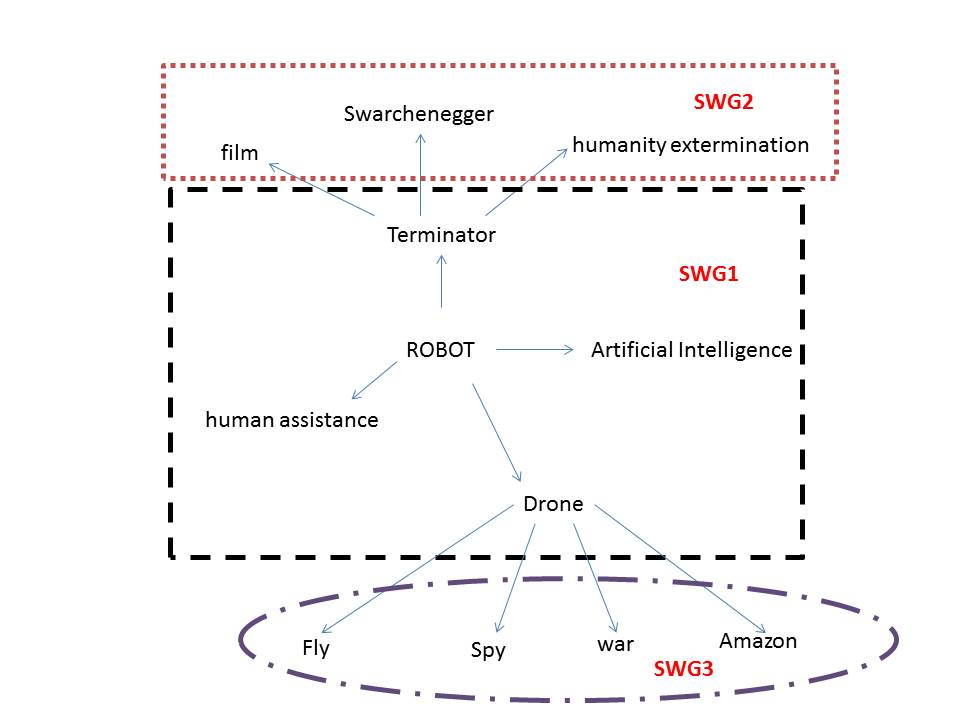 SWG2
Swarchenegger
humanity extermination
film
Terminator
SWG1
ROBOT
Artificial Intelligence
human assistance
Drone
Fly
Spy
war
Amazon
SWG3